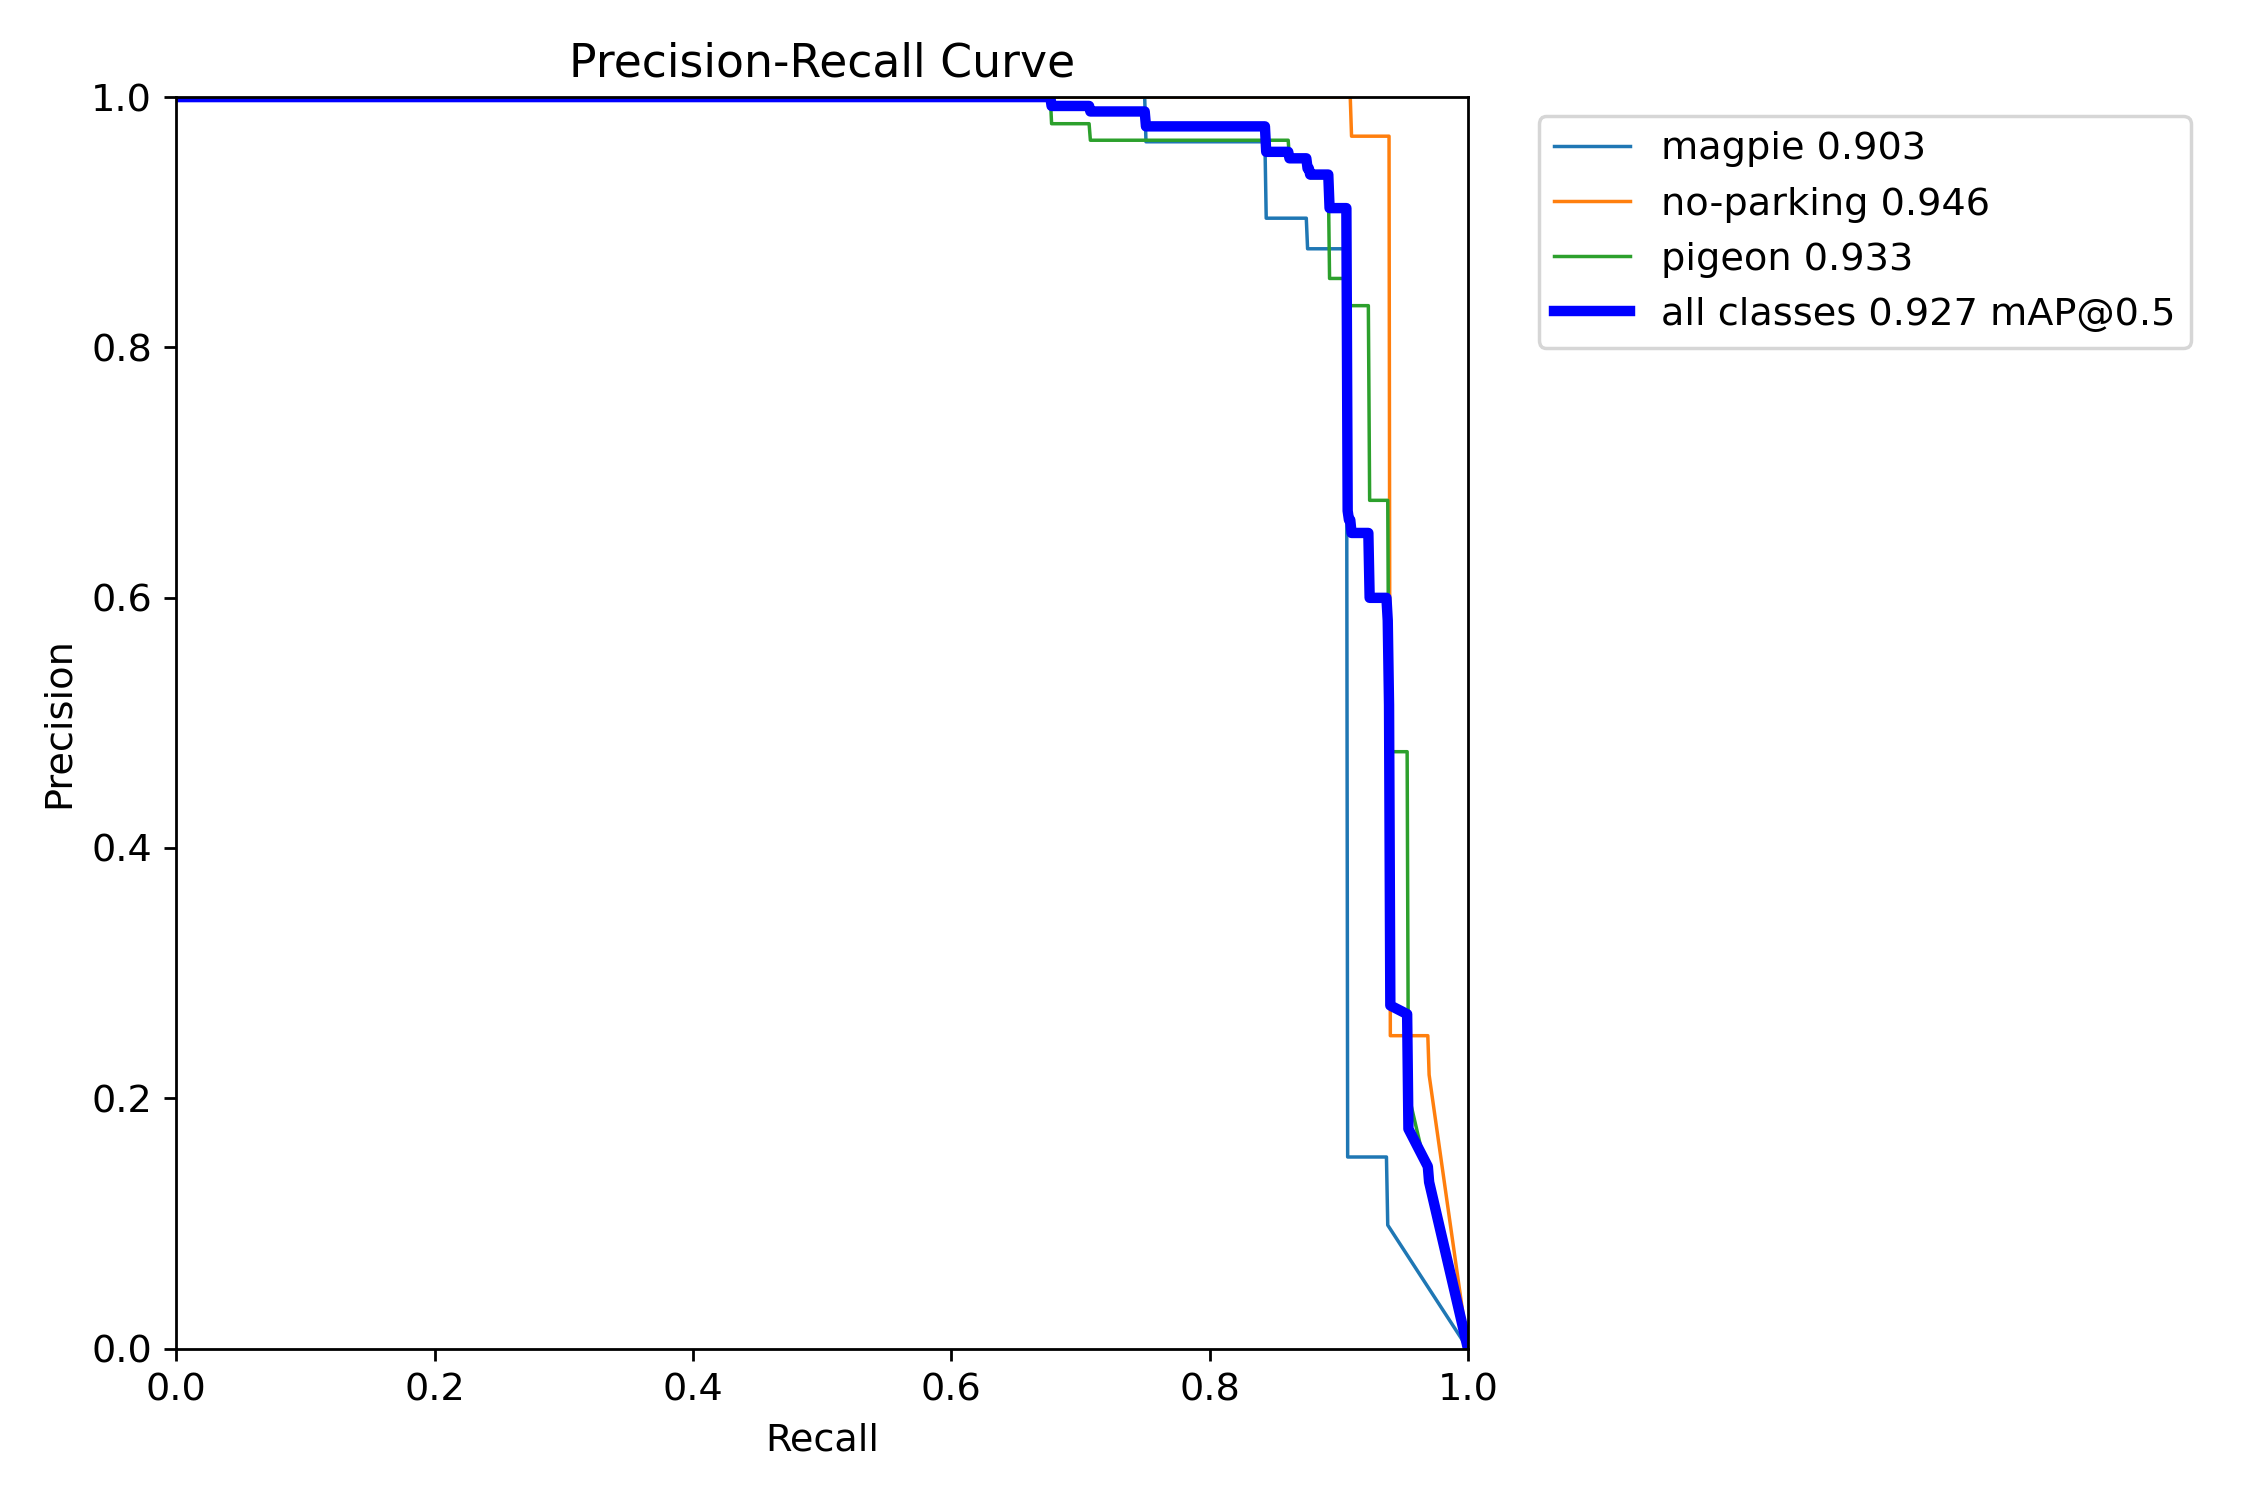 Precision-Recall Curve
1.0
0.8
0.6
0.4
0.2
0.0
Precision
0.0 0.2 0.4 0.6 0.8 1.0
Recall
magpie 0.903
no-parking 0.946
pigeon 0.933
all classes 0.927 mAP@0.5